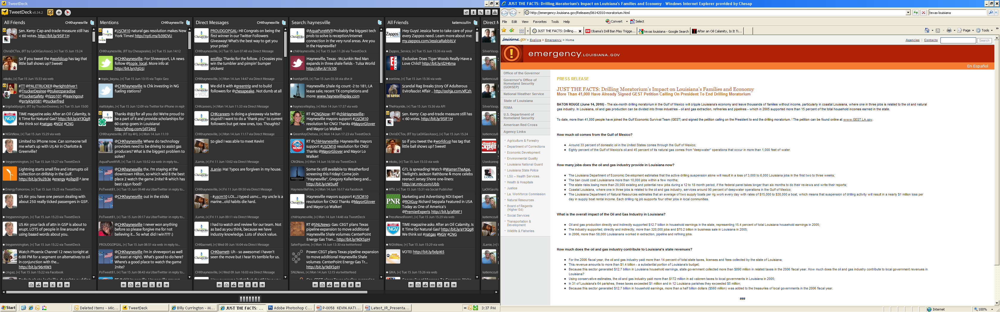 TweetDeck
TweetDeck v0.34.2
All Friends CHKhaynesville
Sen. Kerry: Cap-and-trade measure still has
< 60 votes. http://bit.ly/95iF1H
ChrisDCTex, (RT by LaOilGasAssoc), [+] Tue 15 Jun 15:24
So if you tweet the #worldcup has tag that
little ball shows up? Sweet!
mkokc, [+] Tue 15 Jun 15:33 via web
#TT @PALETRUCKER @wrightdriver1
@TruckerDesiree @trukerzparadise
@TruckerSafety @rizzo101 @leavingout
@prtykty9381 @truckerfred
bigdaddysgirl, (RT by TruckerDesiree), [+] Tue 15 Jun 15:00
TIME magazine asks: After an Oil Calamity, Is
It Time for Natural Gas? http://bit.ly/aY3QgR
We think so! #natgas #NGV #CNG
NGVsNow, [+] Tue 15 Jun 15:29 via web
Limited to iPhone now. Can someone tell
me what's up with US Air in Charlotte &
Greenville?
treypennington, [+] Tue 15 Jun 15:27 via TweetDeck
Lightning starts small fire and interrupts oil
collection on drillship in the Gulf.
http://bit.ly/9u2b3e #energy #oilspill ^Jane
EnergyTomorrow, [+] Tue 15 Jun 15:25 via TweetDeck
US Air: you have one person dealing with
about 250 really ticked passengers in GSP.
treypennington, [+] Tue 15 Jun 15:23 via TweetDeck
US Air: your lack of attn in GSP is about to
erupt. LOTS of people in line around me
using baaad words about you.
treypennington, [+] Tue 15 Jun 15:22 via TweetDeck
Watch Phoenix Channel 12 news tonight at
6:00 PM for a segment on alternatives to oil
in conjunction with the...
http://bit.ly/96rKW3
cngaz, [+] Tue 15 Jun 15:22 via Facebook
Mentions CHKhaynesville
#USCM10 natural gas resolution makes New
York Times! http://nyti.ms/b39DVU
CHKhaynesville, (RT by Chesapeake), [+] Tue 15 Jun 14:12
@CHKhaynesville: For Shreveport, LA news
follow @topix_local. More info at
http://bit.ly/chjGSi
topix_bayou, [+] Tue 15 Jun 13:15 via Topix Geo
@CHKhaynesville Is Chk investing in NG
fueling stations?
mattskyles, [+] Tue 15 Jun 12:09 via Twitter for iPhone in reply
Thanks @4H for all you do! We're proud to
be a part of it and provide scholarships for
60 camp goers in Louisiana!
http://yfrog.com/jd724nj
CHKhaynesville, (RT by 4H), [+] Mon 14 Jun 11:19
@CHKhaynesville Where do technology
providers need to be driving to assist gas
producers? What is the biggest problem to
solve?
AquaPureMVR, [+] Tue 15 Jun 10:52 via web in reply to...
@CHKhaynesville thx. I'm staying at the
downtown Hilton, so which wld B the best
place 2 watch the game 2nite? & which has
best cajun food?
PoTweet81, [+] Tue 15 Jun 09:48 via UberTwitter in reply to...
@CHKhaynesville out in the sticks
PoTweet81, [+] Tue 15 Jun 09:17 via UberTwitter in reply to...
@CHKhaynesville I never won anything
before so please forgive me for not
believing it... So what did I win???? :)
PROUDGOPGAL, [+] Tue 15 Jun 08:51 via web in reply to...
@CHKhaynesville I'm in shreveport as well
(at least at night). What's good to do here?
Where's a good place to watch the game
2nite?
PoTweet81, [+] Tue 15 Jun 08:43 via UberTwitter in reply to...
Direct Messages CHKhaynesville
PROUDGOPGAL: Hi! Congrats on being the
first winner in our Twitter Followers
Giveaway! What's the best way to get you
your prize?
CHKhaynesville, [+] Tue 15 Jun 07:48 via Direct Message
emifitz: Thanks for the follow. :) Crossies you
win the tumbler and pimpin' bumper
stickers!
CHKhaynesville, [+] Mon 14 Jun 14:47 via Direct Message
We did it with #greentrip and to build
followers for @chesapeake. Not dumb at all
CHKcareers, [+] Mon 14 Jun 11:33 via Direct Message
CHKcareers: Is doing a giveaway via twitter
stupid? I want to do a "thank you" to current
followers but get new ones, too. Thoughts?
CHKhaynesville, [+] Mon 14 Jun 11:17 via Direct Message
So glad I was able to meet Kevin!
JLanie, [+] Fri 11 Jun 10:02 via Direct Message
JLanie: Ha! Typos are forgiven in my house.
CHKhaynesville, [+] Fri 11 Jun 09:50 via Direct Message
- #uscm10 LOL...I typed usmc... my uncle is a
marine...old habits die hard.
JLanie, [+] Fri 11 Jun 09:11 via Direct Message
I had to watch and review for our team. Not
as bad as you think, because we have
industry knowledge. Lots of shock value.
CHKbarnett, [+] Wed 09 Jun 16:04 via Direct Message
CHKbarnett: Uh - so awesome! I haven't
seen the move but I hear it's terrible for us.
CHKhaynesville, [+] Wed 09 Jun 16:03 via Direct Message
Search: haynesville
@AquaPureMVR Probably the biggest tech
prob to solve is reception/internet
connection in the very rural areas. Are you
in the Haynesville?
chkHaynesville, [+] Tue 15 Jun 11:26 via TweetDeck
Haynesville, Texas : McJunkin Red Man
expands in three shale fields - Tulsa World
http://dlvr.it/1k10t
hardyjet38, [+] Tue 15 Jun 03:36 via dlvr.it
Haynesville Shale rig count -2 to 181; LA
lease sale; recent TX completions and
more: www.haynesvilleplay.com
haynesvilleplay, [+] Mon 14 Jun 17:37 via web
RT @CNGNow: RT @chkHaynesville:
Haynesville mayors support #USCM10
resolution for CNG! Thanks @MayorGlover
and Mayor Lo Walker!
GreenKeyChelsea, [+] Mon 14 Jun 17:23 via TweetDeck
RT @chkHaynesville: Haynesville mayors
support #USCM10 resolution for CNG!
Thanks @MayorGlover and Mayor Lo
Walker!
CNGNow, [+] Mon 14 Jun 16:58 via TweetDeck
Some tix still available to Weatherford
screening this Friday! Come join
"Haynesville", Gregory Kallenberg and...
http://bit.ly/cW3uKf
HaynesvilleFilm, [+] Mon 14 Jun 16:17 via Facebook
Haynesville mayors support #USCM10
resolution for CNG! Thanks @MayorGlover
and Mayor Lo Walker!
chkHaynesville, [+] Mon 14 Jun 14:46 via TweetDeck
RT @SNLNews: Gas: CEGT plans Texas
pipeline expansion to move additional
Haynesville Shale volumes: CenterPoint
Energy Gas Tran... http://bit.ly/9dXSpH
SaferPipeline, [+] Mon 14 Jun 13:30 via twitterfeed
Power: CEGT plans Texas pipeline expansion
to move additional Haynesville Shale
volumes: CenterPoint Energy Gas Tr...
http://bit.ly/9dXSpH
SNLNews, [+] Mon 14 Jun 12:15 via twitterfeed
All Friends katiemccullin
Hey Guys! Jessica here to take care of your
every Zappos need. Learn more about me:
my.zappos.com/JessicaRabbitLV
Zappos_Service, [+] Tue 15 Jun 15:36 via web
Exclusive: Does Tiger Woods Really Have a
Love Child? http://bit.ly/d2H6ma
eonline, [+] Tue 15 Jun 15:36 via web
Scandal Rag Breaks Story Of Adulterous
Evirofascist Affair .. http://oohja.com/xfCzh
TheHayride, [+] Tue 15 Jun 15:36 via API
Sen. Kerry: Cap-and-trade measure still has
< 60 votes. http://bit.ly/95iF1H
ChrisDCTex, (RT by LaOilGasAssoc), [+] Tue 15 Jun 15:24
So if you tweet the #worldcup has tag that
little ball shows up? Sweet!
mkokc, [+] Tue 15 Jun 15:33 via web
GTL is spreading! Watch @WarrenTheApe,
Twilight's Jackson Rathbone & more celebs
reenact Jersey Shore one-liners:
http://at.mtv.com/Ubb
MTV, [+] Tue 15 Jun 15:31 via Social Publisher
Marketing and Advertising ROI Expert
@ROIGuy Richard Seppala Featured in USA
Today as One of America's
@PremierExperts http://bit.ly/aftMF1
PressNewsRoom1, [+] Tue 15 Jun 15:29 via web
TIME magazine asks: After an Oil Calamity, Is
It Time for Natural Gas? http://bit.ly/aY3QgR
We think so! #natgas #NGV #CNG
NGVsNow, [+] Tue 15 Jun 15:29 via web
VOTE! http://bit.ly/bdpI65
GMA, [+] Tue 15 Jun 15:26 via web
Direct M
SilverVasq
katiemccull
SilverVasqu
katiemccull
katiemccull
Usedcarexp
LaOilGasAs
katiemccull
JLanie, [+]
katiemccull
Start
Deleted Items - Mic...
TweetDeck
Billy Currington - M...
JUST THE FACTS: ...
Adobe Photoshop C...
P-0058 KEVIN.KATI...
Latest_IR_Presenta...
3:37 PM
JUST THE FACTS: Drilling Moratorium's Impact on Louisiana's Families and Economy - Windows Internet Explorer provided by Chesap
http://emergency.louisiana.gov/Releases/06142010-moratorium.html
texas louisiana
File Edit View Favorites Tools Help
Convert Select
JUST THE FACTS: Drilling...
Obama's Drill Ban May Trigge...
texas louisiana - Google Search
After an Oil Calamity, Is It Ti...
Page Tools
Louisiana.gov > Explore > Emergency > Home
Agencies | Contacts Search
emergency.LOUISIANA.GOV
En Español
Office of the Governor
Governor's Office of
Homeland Security
(GOHSEP)
National Weather Service
State of Louisiana
FEMA
U.S. Department of
Homeland Security
American Red Cross
Agency Links
Agriculture & Forestry
Department of Corrections
Economic Development
Environmental Quality
Louisiana National Guard
Louisiana State Police
LSU – Health Services
Health & Hospitals
Justice
La. Workforce Commission
Natural Resources
Board of Regents
(Higher Ed)
Social Services
Transportation &
Development
Wildlife & Fisheries
PRESS RELEASE
JUST THE FACTS: Drilling Moratorium's Impact on Louisiana's Families and Economy
More Than 41,000 Have Already Signed GEST Petition Calling On President To End Drilling Moratorium
BATON ROUGE (June 14, 2010) - The six-month drilling moratorium in the Gulf of Mexico will cripple Louisiana's economy and leave thousands of families without income, particularly in coastal Louisiana, where one in three jobs is related to the oil and natural
gas industry. In Louisiana, oil and gas production can be divided into three industries - oil and gas extraction, refineries and pipelines - which in 2005 supported more than 15 percent of the total household incomes earned in the state.
To date, more than 41,000 people have joined the Gulf Economic Survival Team (GEST) and signed the petition calling on the President to end the drilling moratorium. ! The petition can be found online at www.GEST.LA.gov.
How much oil comes from the Gulf of Mexico?
Around 33 percent of domestic oil in the United States comes through the Gulf of Mexico;
Eighty percent of the Gulf of Mexico's oil and 45 percent of its natural gas comes from "deepwater" operations that occur in more than 1,000 feet of water.
How many jobs does the oil and gas industry provide in Louisiana now?
The Louisiana Department of Economic Development estimates that the active drilling suspension alone will result in a loss of 3,000 to 6,000 Louisiana jobs in the first two to three weeks;
The ban could cost Louisianans more than 10,000 jobs within a few months;
The state risks losing more than 20,000 existing and potential new jobs during a 12 to 18 month period, if the federal panel takes longer than six months to do their reviews and write their reports;
Coastal Louisiana, where one in three jobs is related to the oil and gas industry, services around 90 percent of deepwater operations in the Gulf of Mexico;
The Louisiana Department of Natural Resources estimates that an average of two supply boats per rig work every day with rates of $15,000 to $30,000 a boat, which means that suspension of drilling activity will result in a nearly $1 million loss per
day in supply boat rental income. Each drilling rig job supports four other jobs in local communities.
What is the overall impact of the Oil and Gas Industry in Louisiana?
Oil and gas production directly and indirectly supported $12.7 billion in household earnings in the state, representing 15.4 percent of total Louisiana household earnings in 2005;
The industry supported, directly and indirectly, more than 320,000 jobs and $70.2 billion in business sale in Louisiana in 2005;
In 2006, more than 58,000 Louisianans worked in extraction, pipeline and refining jobs.
How much does the oil and gas industry contribute to Louisiana's state revenues?
For the 2006 fiscal year, the oil and gas industry paid more than 14 percent of total state taxes, licenses and fees collected by the state of Louisiana;
This revenue amounts to more than $1.4 billion - a substantial portion of Louisiana's budget;
Because this sector generated $12.7 billion in Louisiana household earnings, state government collected more than $890 million in related taxes in the 2006 fiscal year. How much does the oil and gas industry contribute to local government revenues in
Louisiana?
Using conservative estimates, the oil and gas industry paid more than $172 million in ad valorem taxes to local governments in Louisiana in 2005;
In 31 of Louisiana's 64 parishes, these taxes exceeded $1 million and in 12 Louisiana parishes they exceeded $5 million;
Because this sector generated $12.7 billion in household earnings, more than a half billion dollars ($560 million) was added to the treasuries of local governments in the 2006 fiscal year.
###
Internet 100%